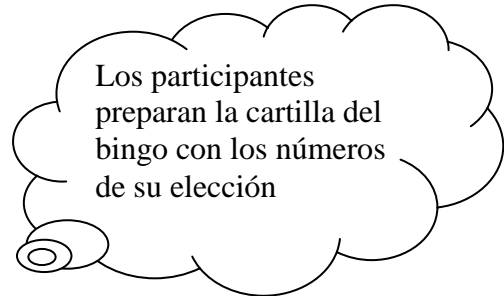 Los participantes
preparan la cartilla del
bingo con los números
de su elección